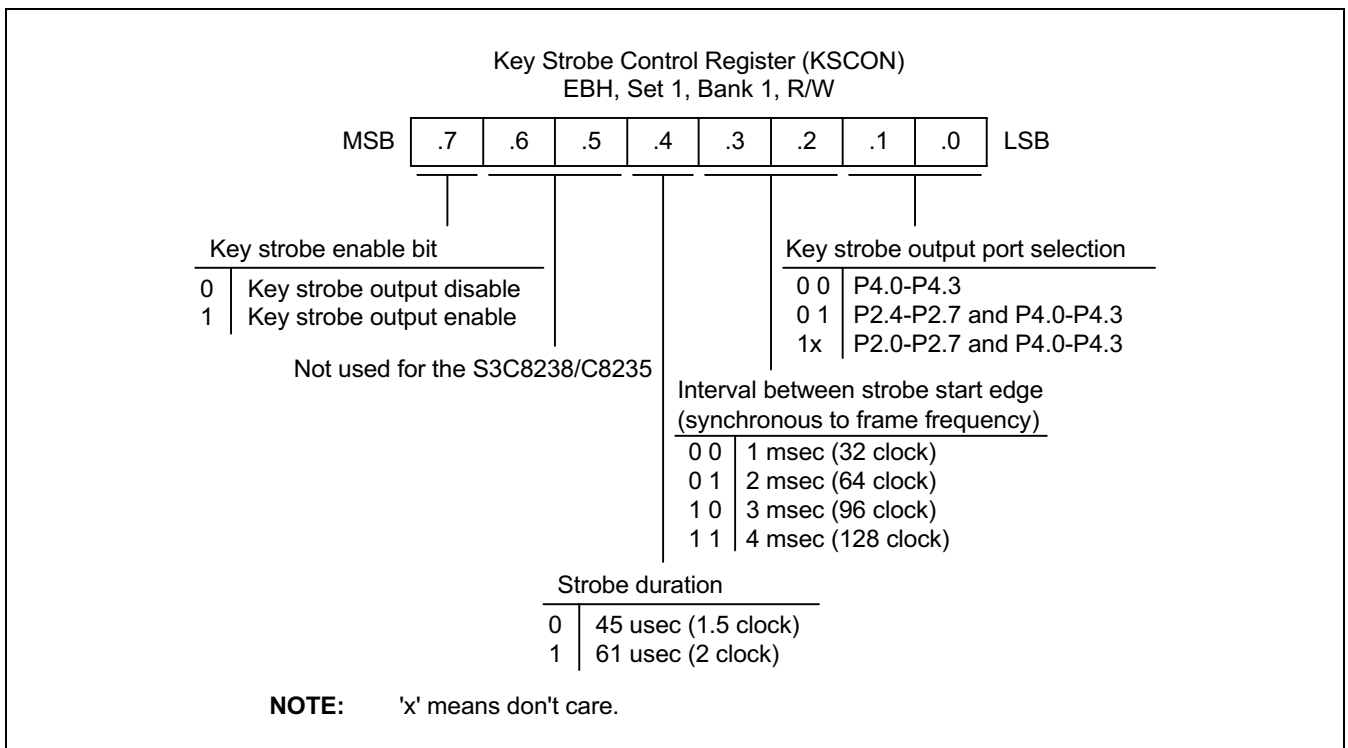 Key Strobe Control Register (KSCON)
EBH, Set 1, Bank 1, R/W
MSB .7 .6 .5 .4 .3 .2 .1 .0 LSB
Key strobe enable bit
0 Key strobe output disable
1 Key strobe output enable
Not used for the S3C8238/C8235
Key strobe output port selection
0 0 P4.0-P4.3
0 1 P2.4-P2.7 and P4.0-P4.3
1x P2.0-P2.7 and P4.0-P4.3
Interval between strobe start edge
(synchronous to frame frequency)
0 0 1 msec (32 clock)
0 1 2 msec (64 clock)
1 0 3 msec (96 clock)
1 1 4 msec (128 clock)
Strobe duration
0 45 usec (1.5 clock)
1 61 usec (2 clock)
NOTE: 'x' means don't care.